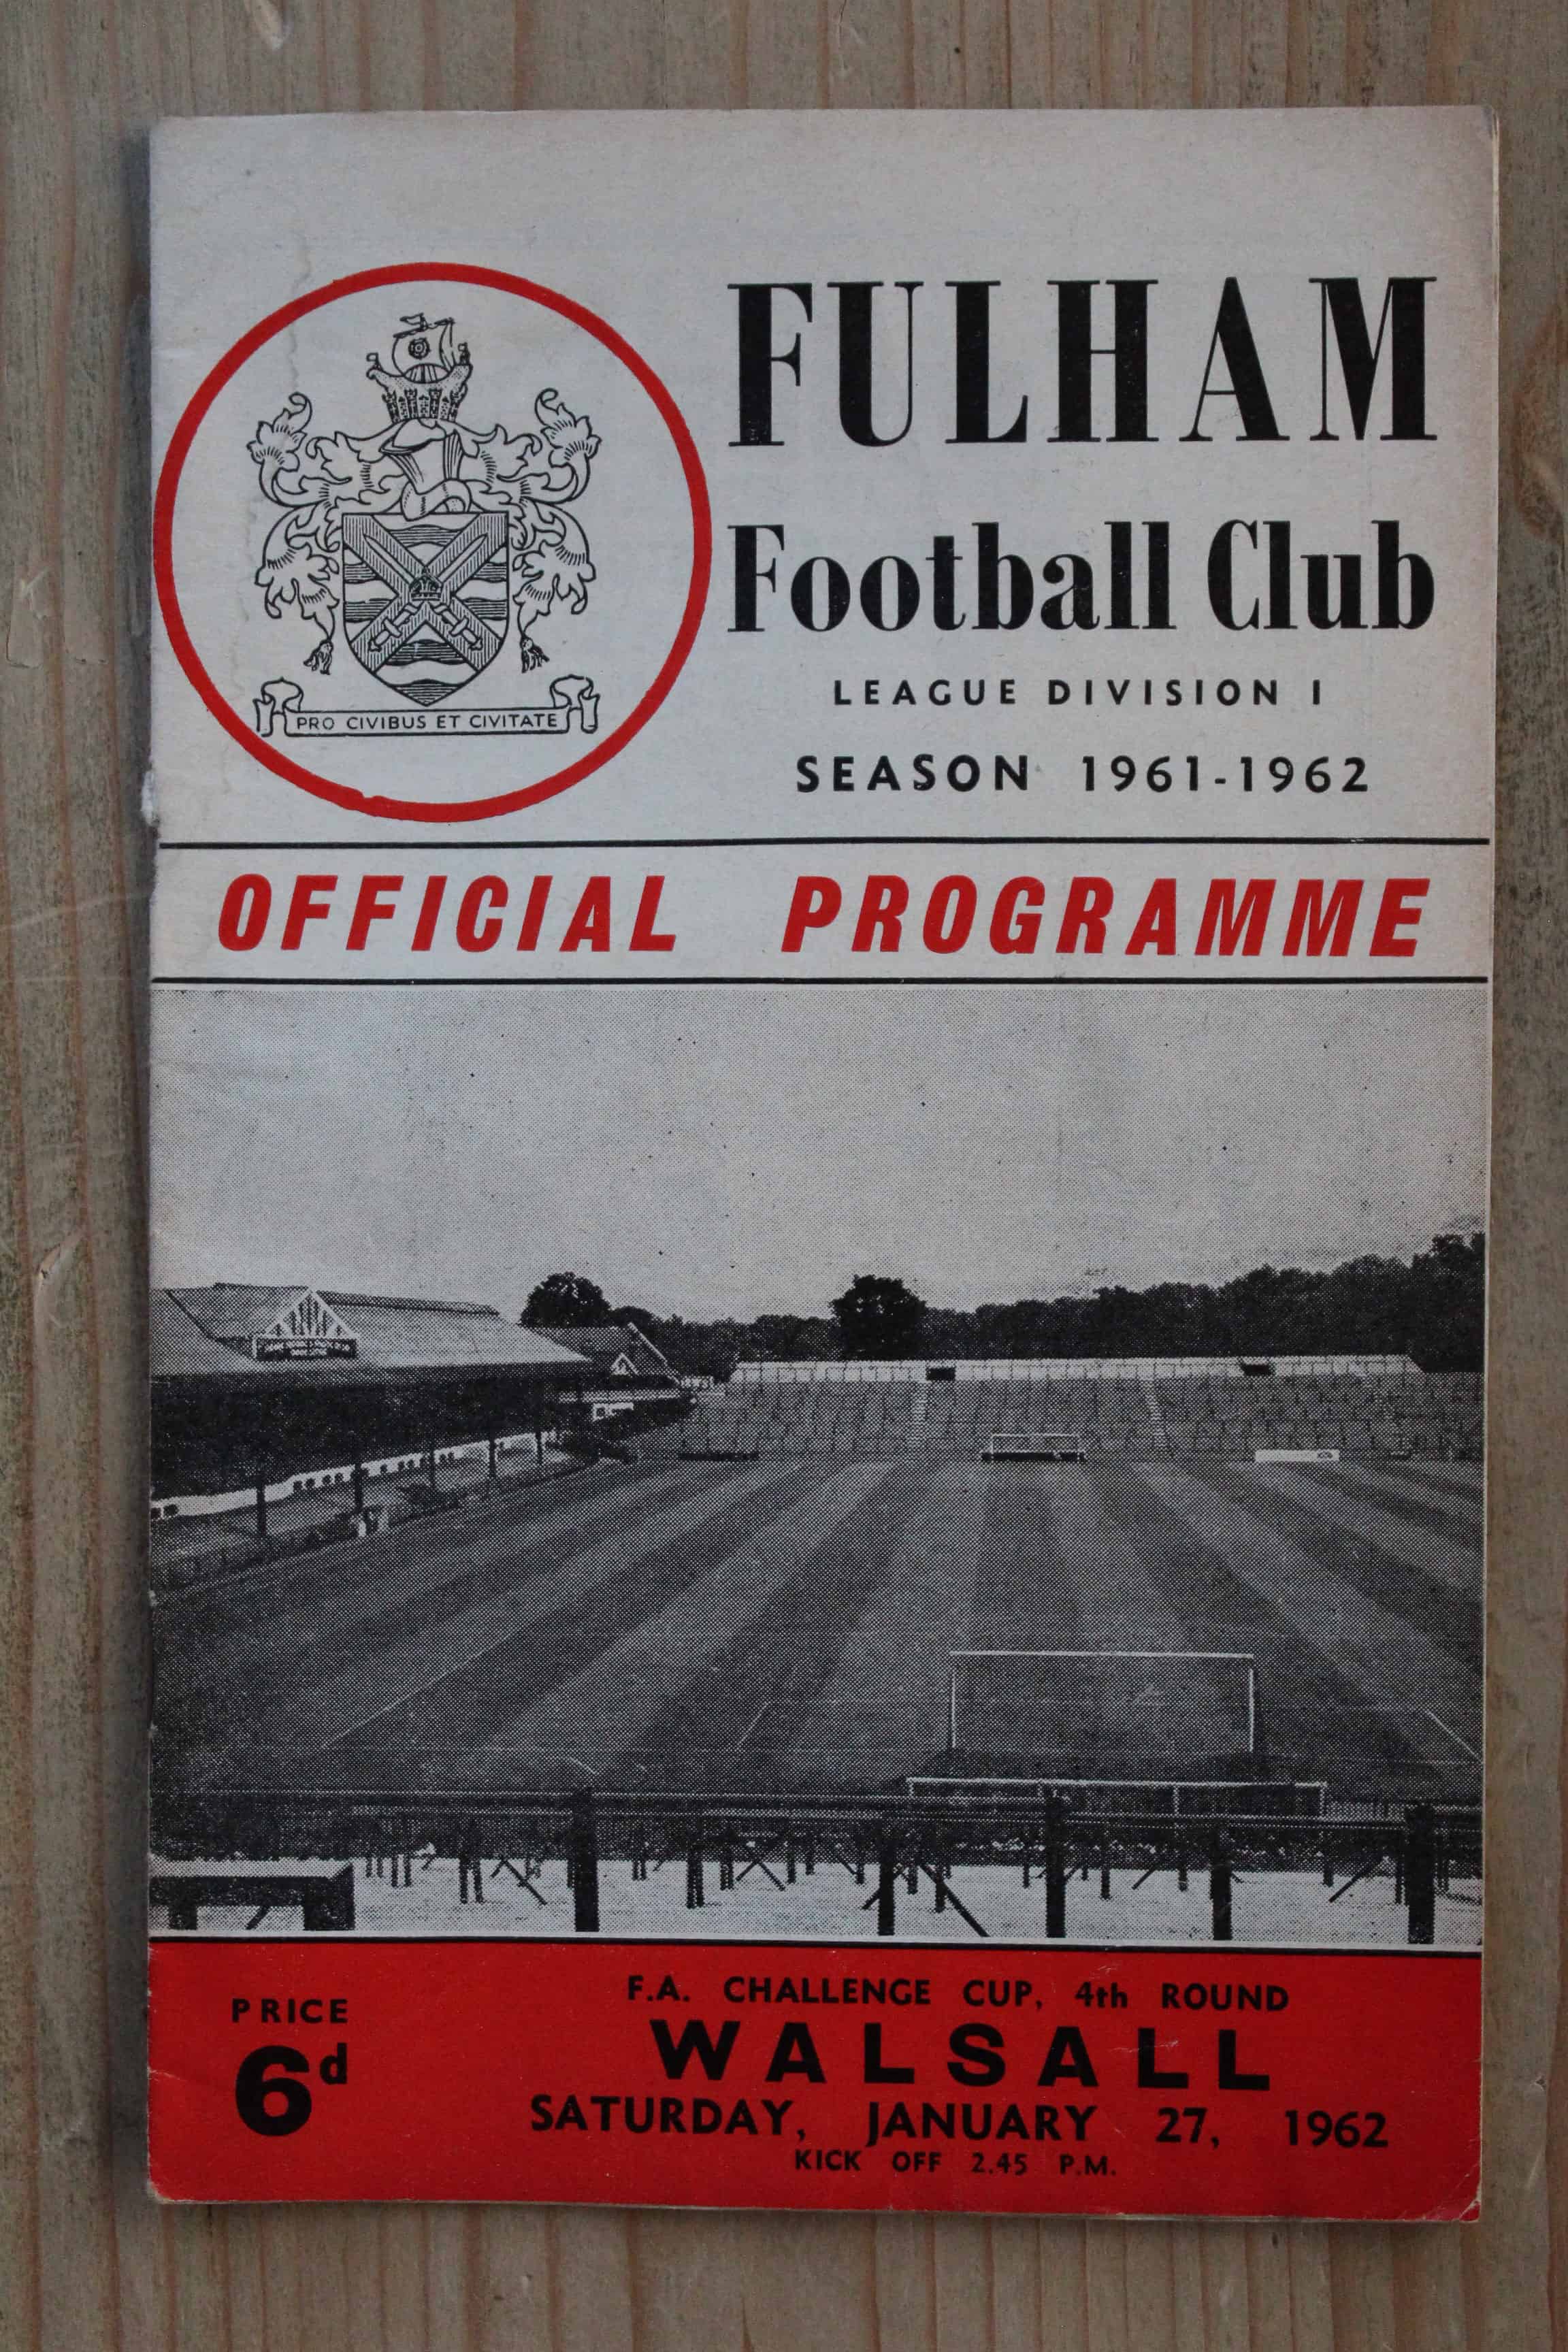 FULHAM
Football Club
LEAGUE DIVISION I
SEASON 1961-1962
PRO CIVIBUS ET CIVITATE
OFFICIAL PROGRAMME
PRICE
6d
F.A. CHALLENGE CUP, 4th ROUND
WALSALL
SATURDAY, JANUARY 27, 1962
KICK OFF 2.45 P.M.